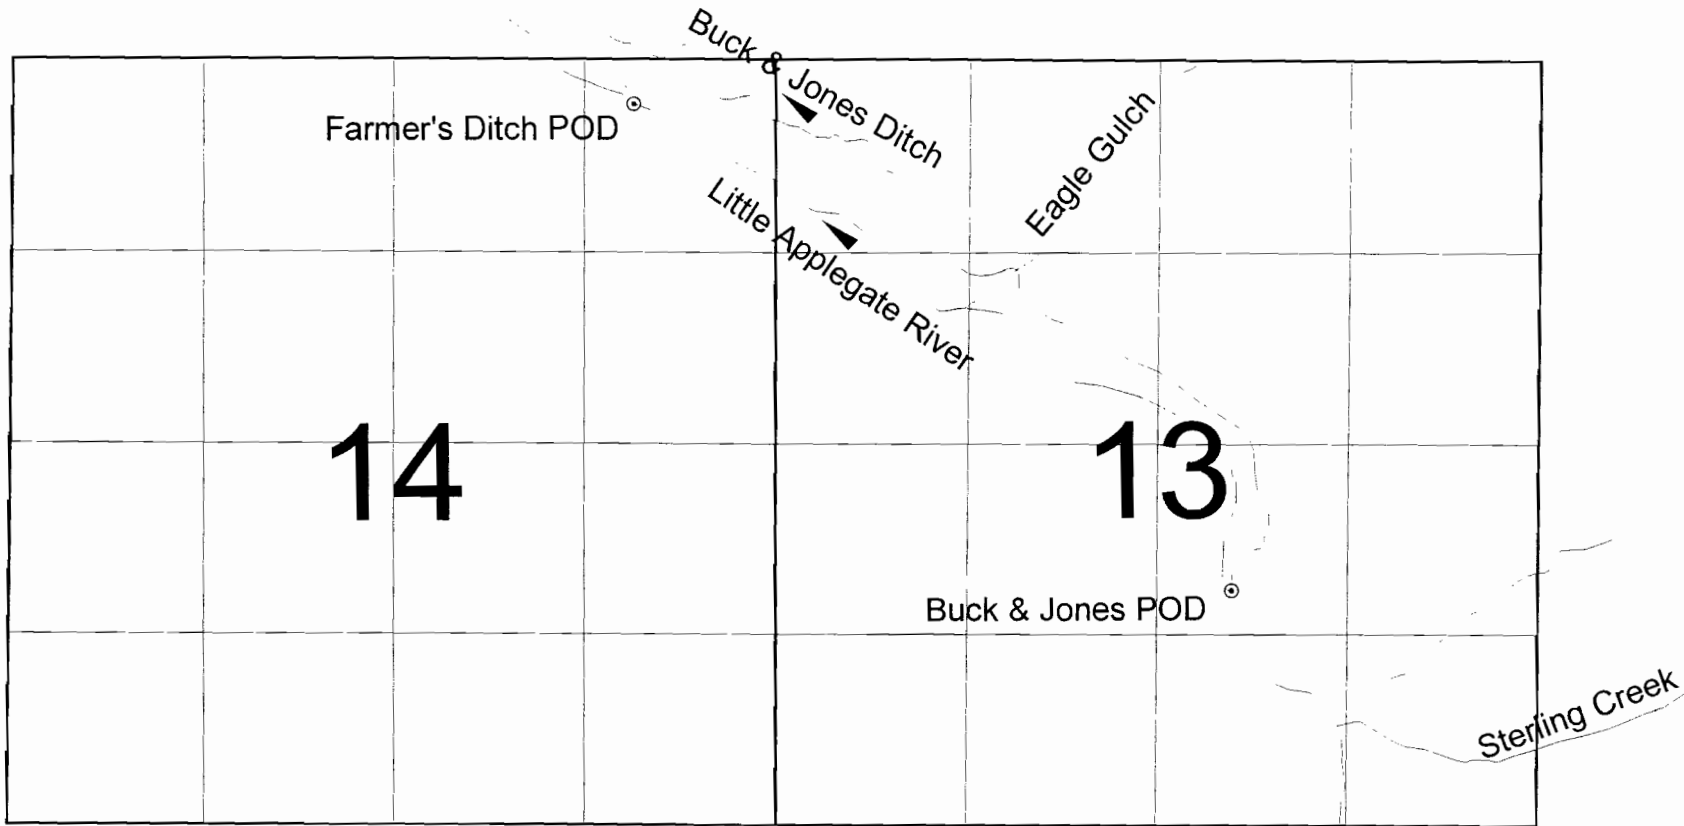 Buck & Jones Ditch
Farmer's Ditch POD
Eagle Gulch
Little Applegate River
14
13
Buck & Jones POD
Sterling Creek